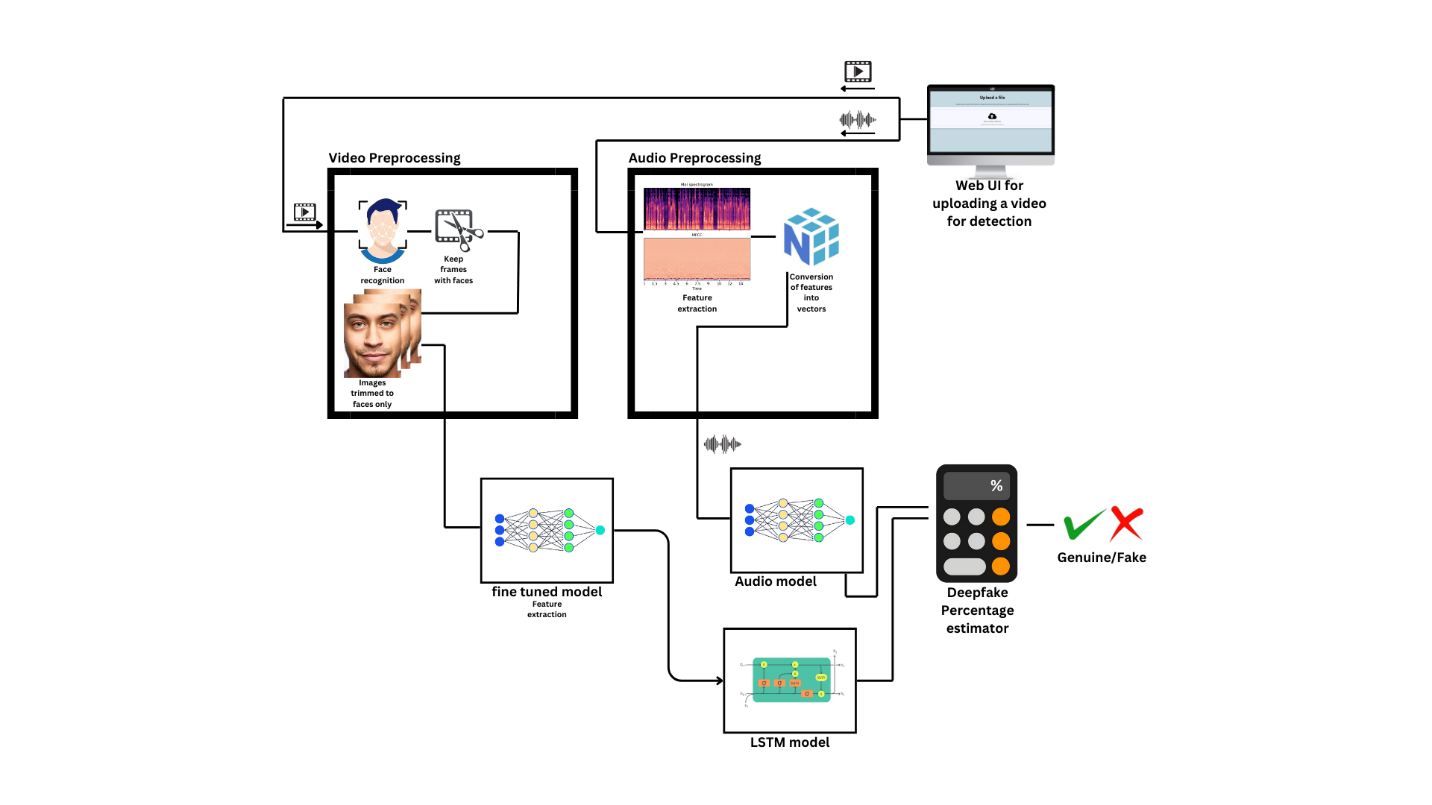 Upload a file
Web UI for
uploading a video
for detection
Video Preprocessing
Face
recognition
Keep
frames
with faces
Images
trimmed to
faces only
Audio Preprocessing
Mel spectrogram
MFCC
Time
Feature
extraction
N
Conversion
of features
into
vectors
fine tuned model
Feature
extraction
Audio model
LSTM model
%
Deepfake
Percentage
estimator
Genuine/Fake